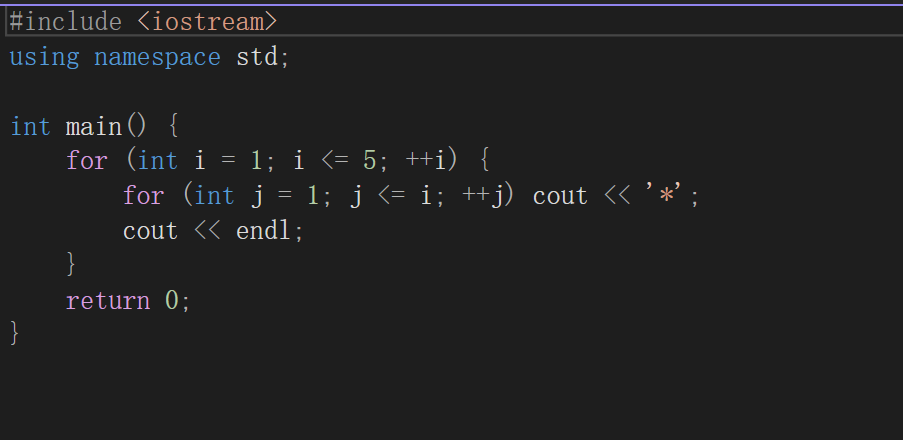 #include <iostream>
using namespace std;
int main() {
    for (int i = 1; i <= 5; ++i) {
        for (int j = 1; j <= i; ++j) cout << '*';
        cout << endl;
    }
    return 0;
}